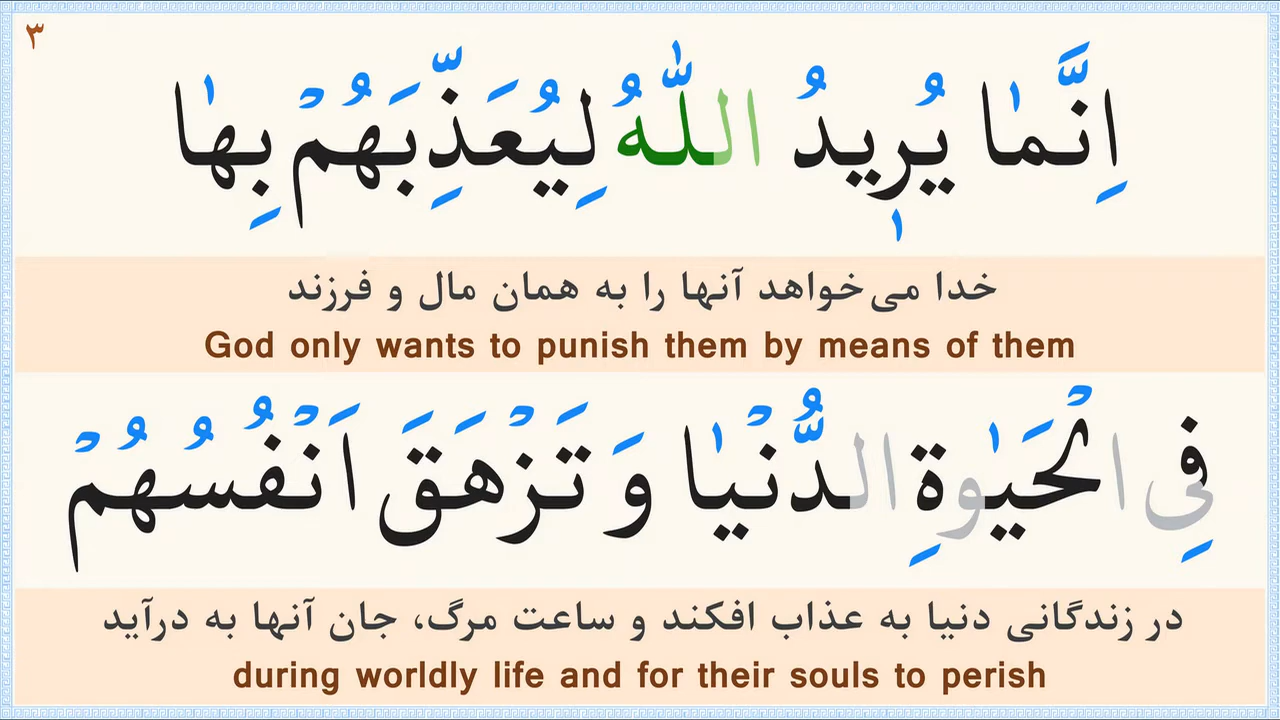 ۳
اِنَّمٰا يُرٖيدُ اللّٰهُ لِيُعَذِّبَهُمْ بِهٰا
خدا می‌خواهد آنها را به همان مال و فرزند
God only wants to punish them by means of them
فِی الْحَيٰوةِ الدُّنْيٰا وَ تَزْهَقَ اَنْفُسُهُمْ
در زندگانی دنیا به عذاب افکند و ساعت مرگ، جان آنها به درآید
during worldly life and for their souls to perish